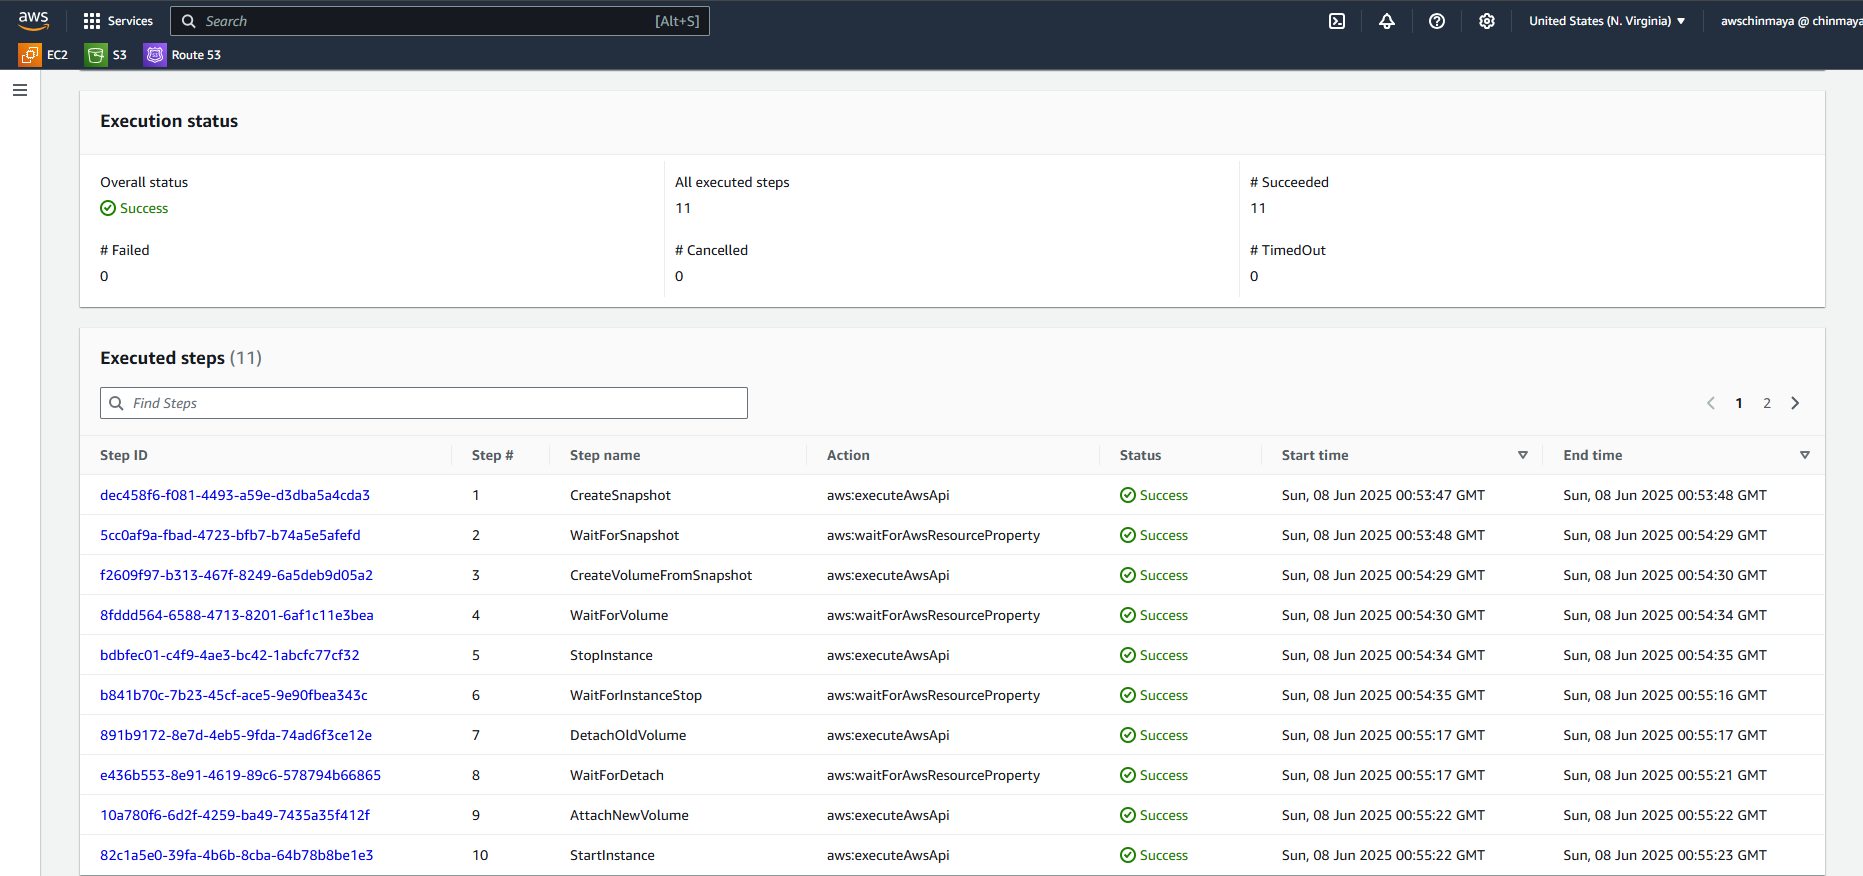 aws Services Search [Alt+S] United States (N. Virginia) awschinmaya @ chinmaya
EC2 S3 Route 53
Execution status
Overall status All executed steps # Succeeded
Success 11 11
# Failed # Cancelled # TimedOut
0 0 0
Executed steps (11)
Find Steps 1 2
Step ID Step # Step name Action Status Start time End time
dec458f6-f081-4493-a59e-d3dba5a4cda3 1 CreateSnapshot aws:executeAwsApi Success Sun, 08 Jun 2025 00:53:47 GMT Sun, 08 Jun 2025 00:53:48 GMT
5cc0af9a-fbad-4723-bfb7-b74a5e5afefd 2 WaitForSnapshot aws:waitForAwsResourceProperty Success Sun, 08 Jun 2025 00:53:48 GMT Sun, 08 Jun 2025 00:54:29 GMT
f2609f97-b313-467f-8249-6a5deb9d05a2 3 CreateVolumeFromSnapshot aws:executeAwsApi Success Sun, 08 Jun 2025 00:54:29 GMT Sun, 08 Jun 2025 00:54:30 GMT
8fddd564-6588-4713-8201-6af1c11e3bea 4 WaitForVolume aws:waitForAwsResourceProperty Success Sun, 08 Jun 2025 00:54:30 GMT Sun, 08 Jun 2025 00:54:34 GMT
bdbfec01-c4f9-4ae3-bc42-1abcfc77cf32 5 StopInstance aws:executeAwsApi Success Sun, 08 Jun 2025 00:54:34 GMT Sun, 08 Jun 2025 00:54:35 GMT
b841b70c-7b23-45cf-ace5-9e90fbea343c 6 WaitForInstanceStop aws:waitForAwsResourceProperty Success Sun, 08 Jun 2025 00:54:35 GMT Sun, 08 Jun 2025 00:55:16 GMT
891b9172-8e7d-4eb5-9fda-74ad6f3ce12e 7 DetachOldVolume aws:executeAwsApi Success Sun, 08 Jun 2025 00:55:17 GMT Sun, 08 Jun 2025 00:55:17 GMT
e436b553-8e91-4619-89c6-578794b66865 8 WaitForDetach aws:waitForAwsResourceProperty Success Sun, 08 Jun 2025 00:55:17 GMT Sun, 08 Jun 2025 00:55:21 GMT
10a780f6-6d2f-4259-ba49-7435a35f412f 9 AttachNewVolume aws:executeAwsApi Success Sun, 08 Jun 2025 00:55:22 GMT Sun, 08 Jun 2025 00:55:22 GMT
82c1a5e0-39fa-4b6b-8cba-64b78b8be1e3 10 StartInstance aws:executeAwsApi Success Sun, 08 Jun 2025 00:55:22 GMT Sun, 08 Jun 2025 00:55:23 GMT